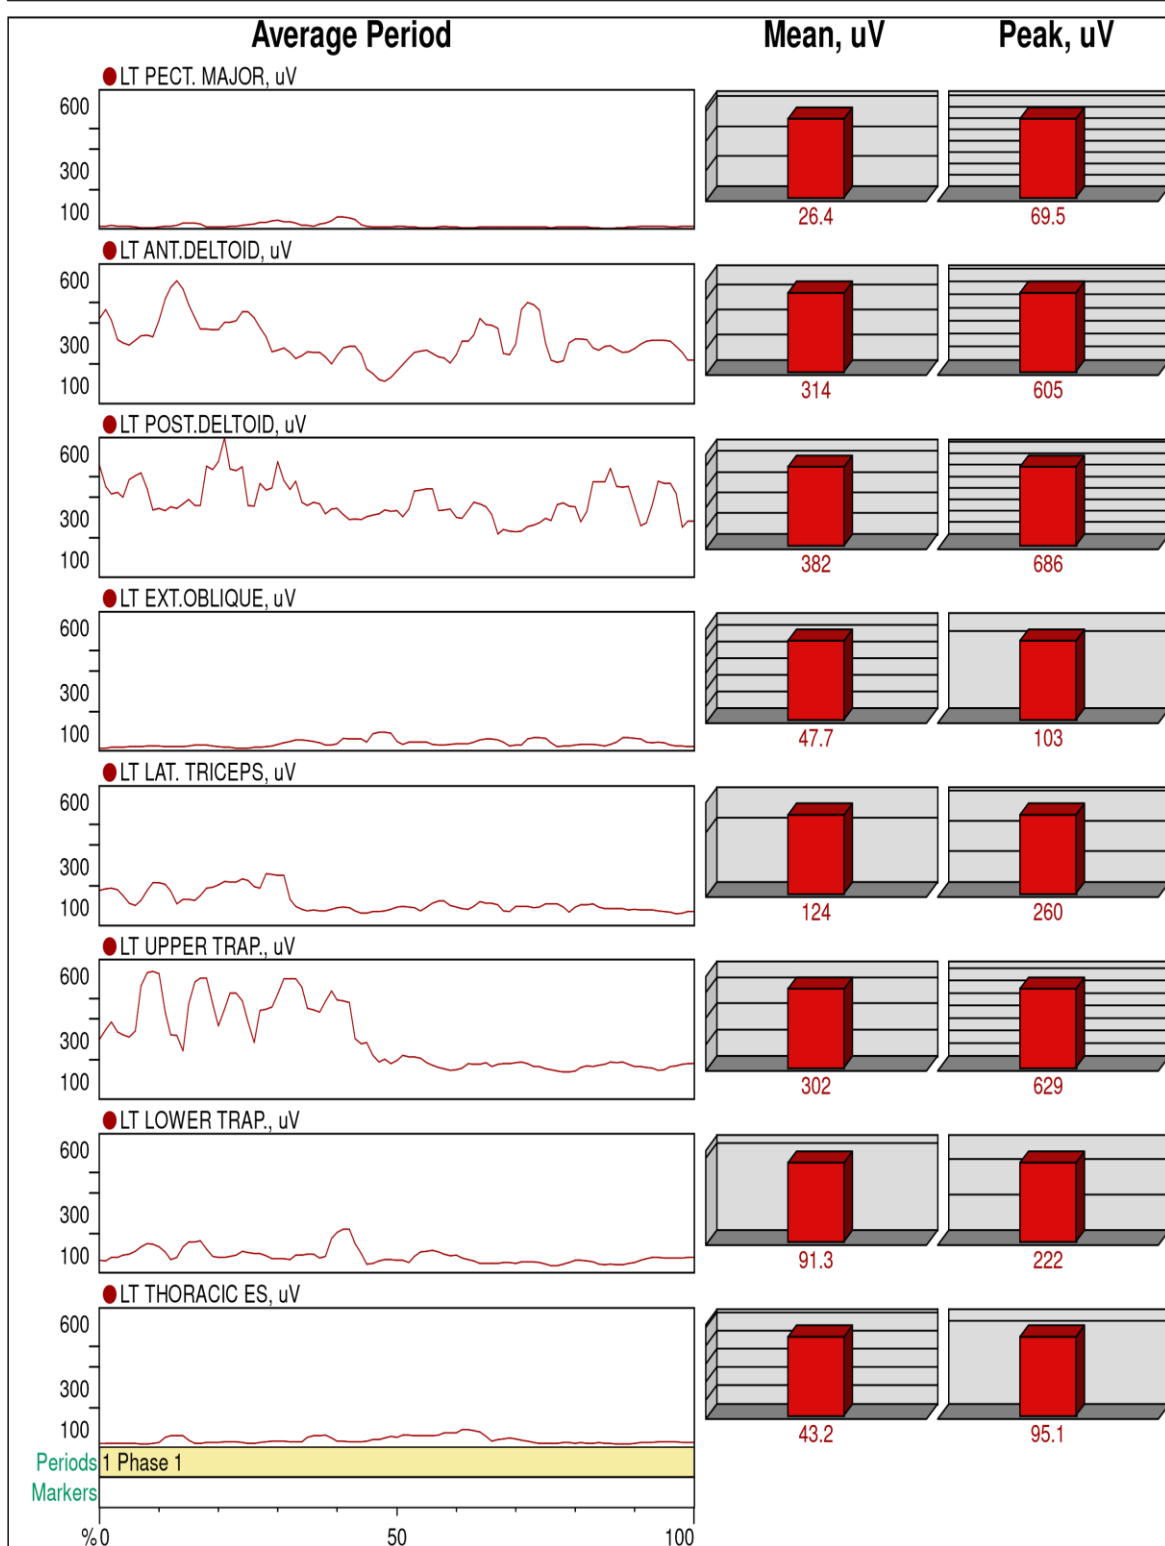 Average Period Mean, uV Peak, uV
LT PECT. MAJOR, uV
600
300
100
26.4 69.5
LT ANT.DELTOID, uV
600
300
100
314 605
LT POST.DELTOID, uV
600
300
100
382 686
LT EXT.OBLIQUE, uV
600
300
100
47.7 103
LT LAT. TRICEPS, uV
600
300
100
124 260
LT UPPER TRAP., uV
600
300
100
302 629
LT LOWER TRAP., uV
600
300
100
91.3 222
LT THORACIC ES, uV
600
300
100
43.2 95.1
Periods 1 Phase 1
Markers
% 0 50 100